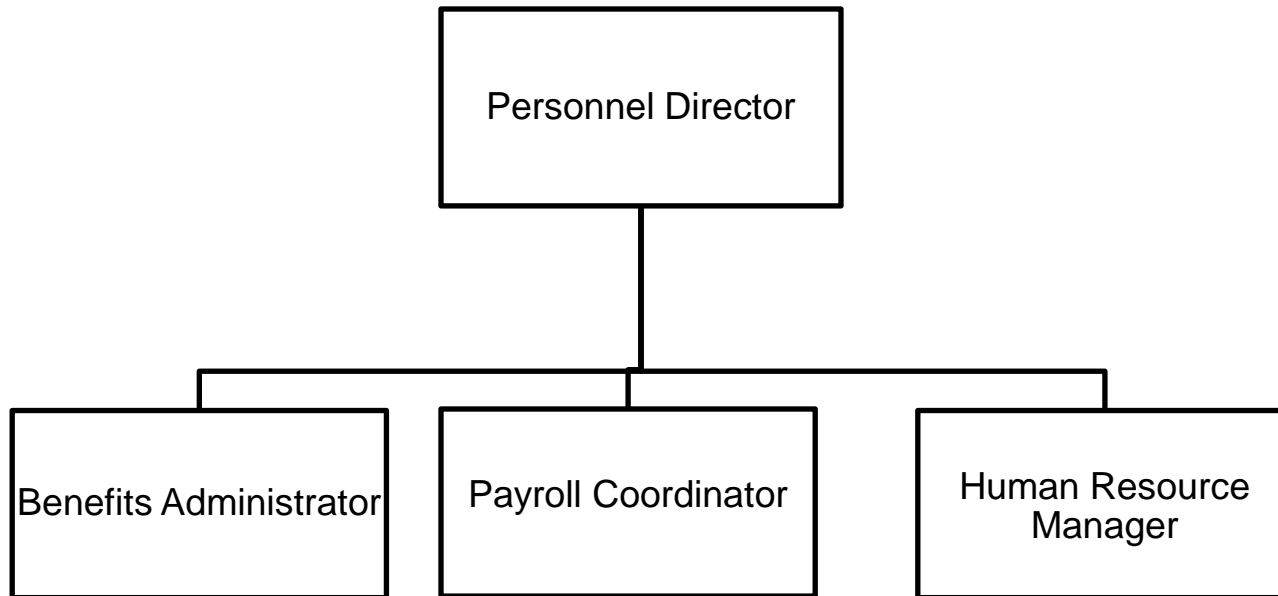 Personnel Director
Benefits Administrator
Payroll Coordinator
Human Resource
Manager